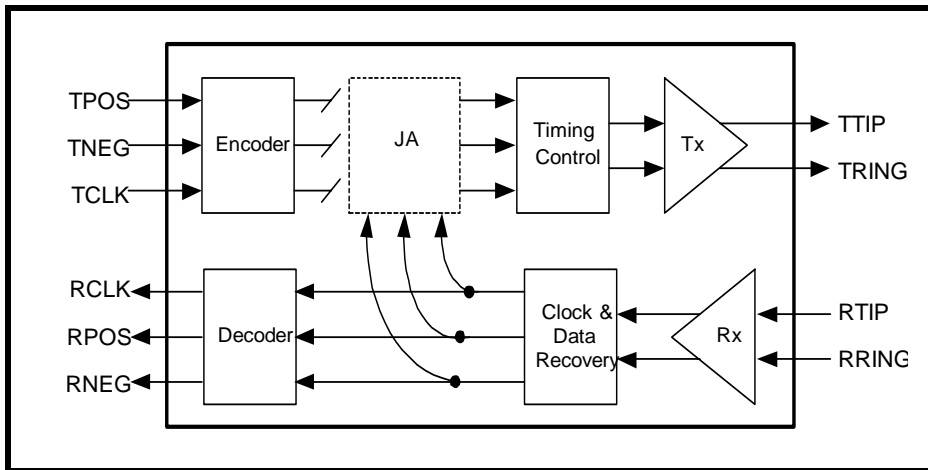 TPOS
TNEG
TCLK
Encoder
JA
Timing
Control
Tx
TTIP
TRING
RCLK
RPOS
RNEG
Decoder
Clock &
Data
Recovery
Rx
RTIP
RRING